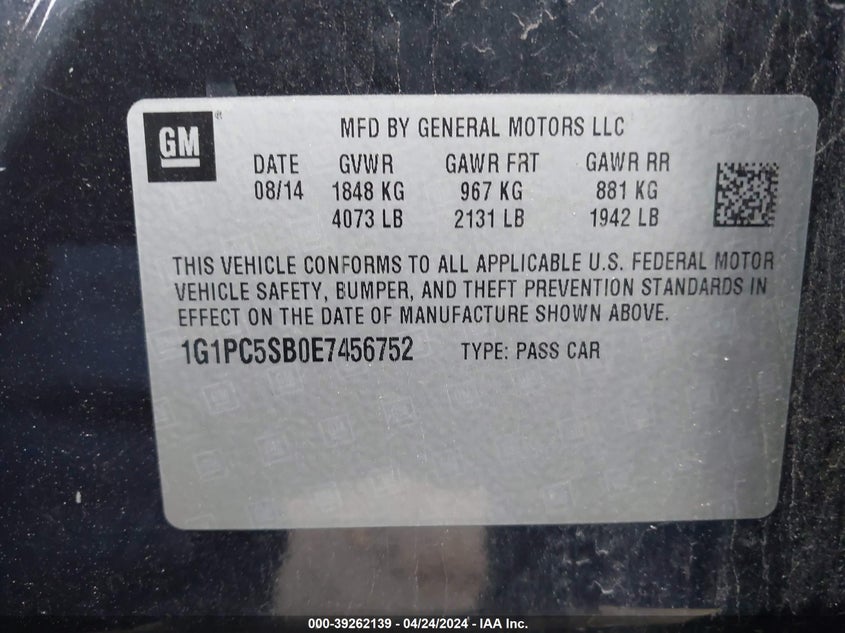 GM®
MFD BY GENERAL MOTORS LLC
DATE GVWR GAWR FRT GAWR RR
08/14 1848 KG 967 KG 881 KG
4073 LB 2131 LB 1942 LB
THIS VEHICLE CONFORMS TO ALL APPLICABLE U.S. FEDERAL MOTOR
VEHICLE SAFETY, BUMPER, AND THEFT PREVENTION STANDARDS IN
EFFECT ON THE DATE OF MANUFACTURE SHOWN ABOVE.
1G1PC5SB0E7456752 TYPE: PASS CAR
000-39262139 - 04/24/2024 - IAA Inc.